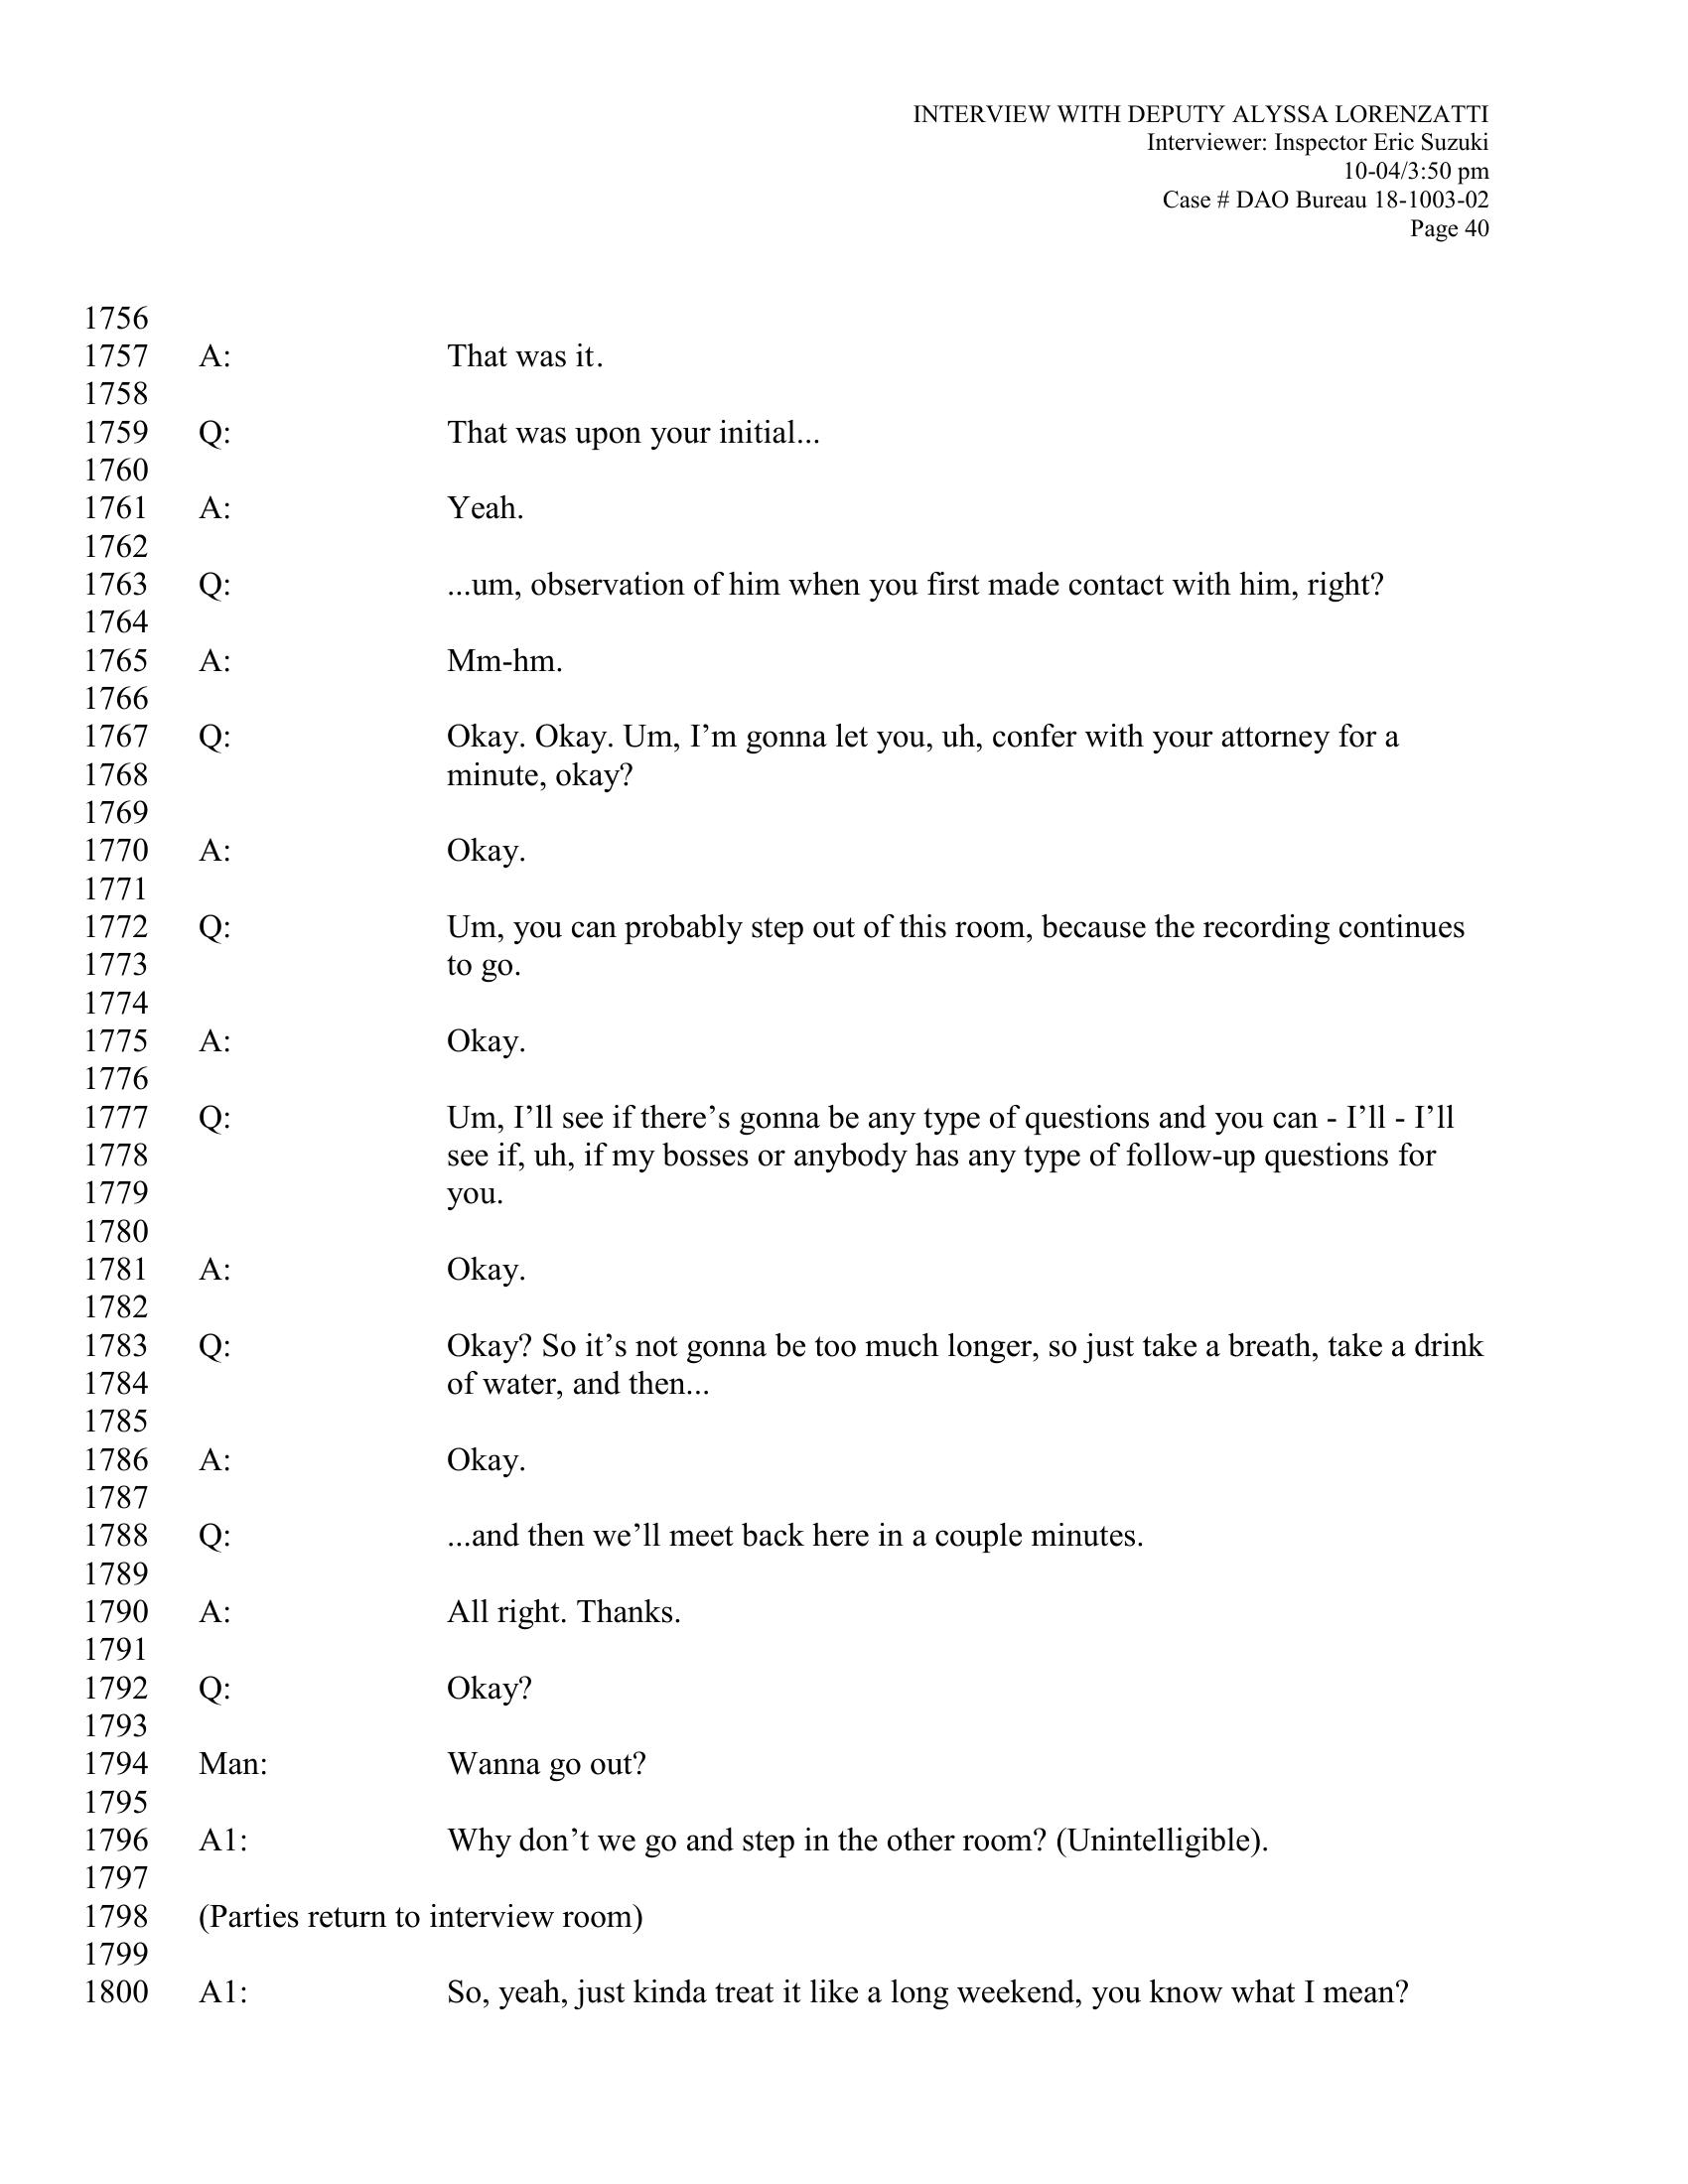 INTERVIEW WITH DEPUTY ALYSSA LORENZATTI
Interviewer: Inspector Eric Suzuki
10-04/3:50 pm
Case # DAO Bureau 18-1003-02
Page 40
1756
1757 A: That was it.
1758
1759 Q: That was upon your initial...
1760
1761 A: Yeah.
1762
1763 Q: ...um, observation of him when you first made contact with him, right?
1764
1765 A: Mm-hm.
1766
1767 Q: Okay. Okay. Um, I’m gonna let you, uh, confer with your attorney for a
1768 minute, okay?
1769
1770 A: Okay.
1771
1772 Q: Um, you can probably step out of this room, because the recording continues
1773 to go.
1774
1775 A: Okay.
1776
1777 Q: Um, I’ll see if there’s gonna be any type of questions and you can - I’ll - I’ll
1778 see if, uh, if my bosses or anybody has any type of follow-up questions for
1779 you.
1780
1781 A: Okay.
1782
1783 Q: Okay? So it’s not gonna be too much longer, so just take a breath, take a drink
1784 of water, and then...
1785
1786 A: Okay.
1787
1788 Q: ...and then we’ll meet back here in a couple minutes.
1789
1790 A: All right. Thanks.
1791
1792 Q: Okay?
1793
1794 Man: Wanna go out?
1795
1796 A1: Why don’t we go and step in the other room? (Unintelligible).
1797
1798 (Parties return to interview room)
1799
1800 A1: So, yeah, just kinda treat it like a long weekend, you know what I mean?